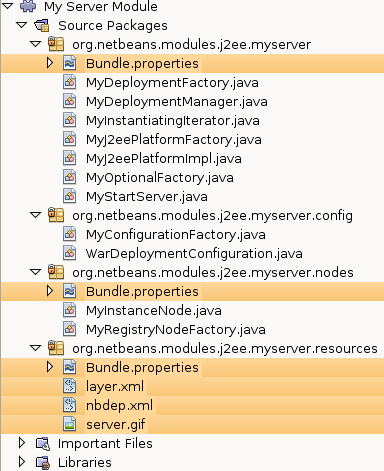 My Server Module
Source Packages
org.netbeans.modules.j2ee.myserver
Bundle.properties
MyDeploymentFactory.java
MyDeploymentManager.java
MyInstantiatingIterator.java
MyJ2eePlatformFactory.java
MyJ2eePlatformImpl.java
MyOptionalFactory.java
MyStartServer.java
org.netbeans.modules.j2ee.myserver.config
MyConfigurationFactory.java
WarDeploymentConfiguration.java
org.netbeans.modules.j2ee.myserver.nodes
Bundle.properties
MyInstanceNode.java
MyRegistryNodeFactory.java
org.netbeans.modules.j2ee.myserver.resources
Bundle.properties
layer.xml
nbdep.xml
server.gif
Important Files
Libraries